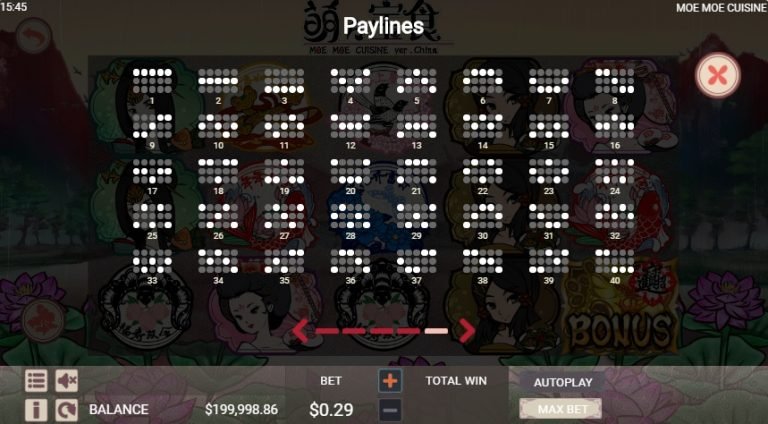 15:45
MOE MOE CUISINE
Paylines
MOE MOE CUISINE ver.China
1 2 3 4 5 6 7 8
9 10 11 12 13 14 15 16
17 18 19 20 21 22 23 24
25 26 27 28 29 30 31 32
33 34 35 36 37 38 39 40
BONUS
BET
TOTAL WIN
AUTOPLAY
BALANCE
$199,998.86
$0.29
MAX BET